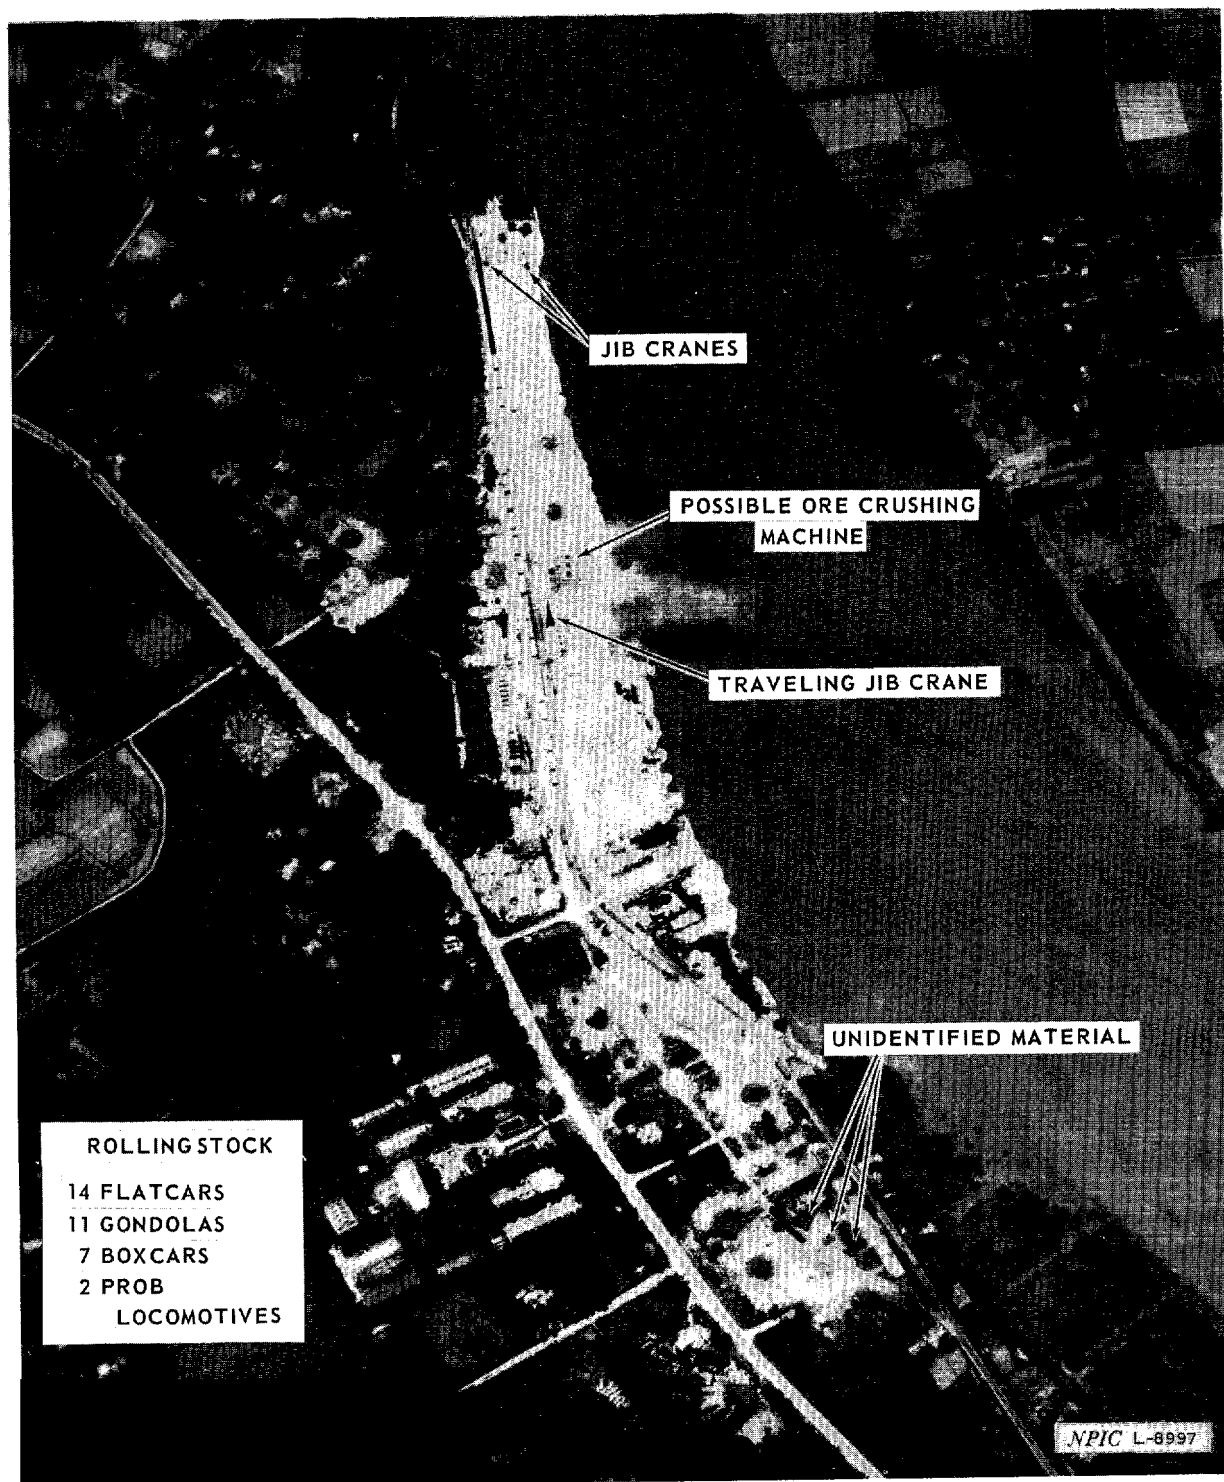 JIB CRANES
POSSIBLE ORE CRUSHING
MACHINE
TRAVELING JIB CRANE
UNIDENTIFIED MATERIAL
ROLLINGSTOCK
14 FLATCARS
11 GONDOLAS
7 BOXCARS
2 PROB
LOCOMOTIVES
NPIC L-8997